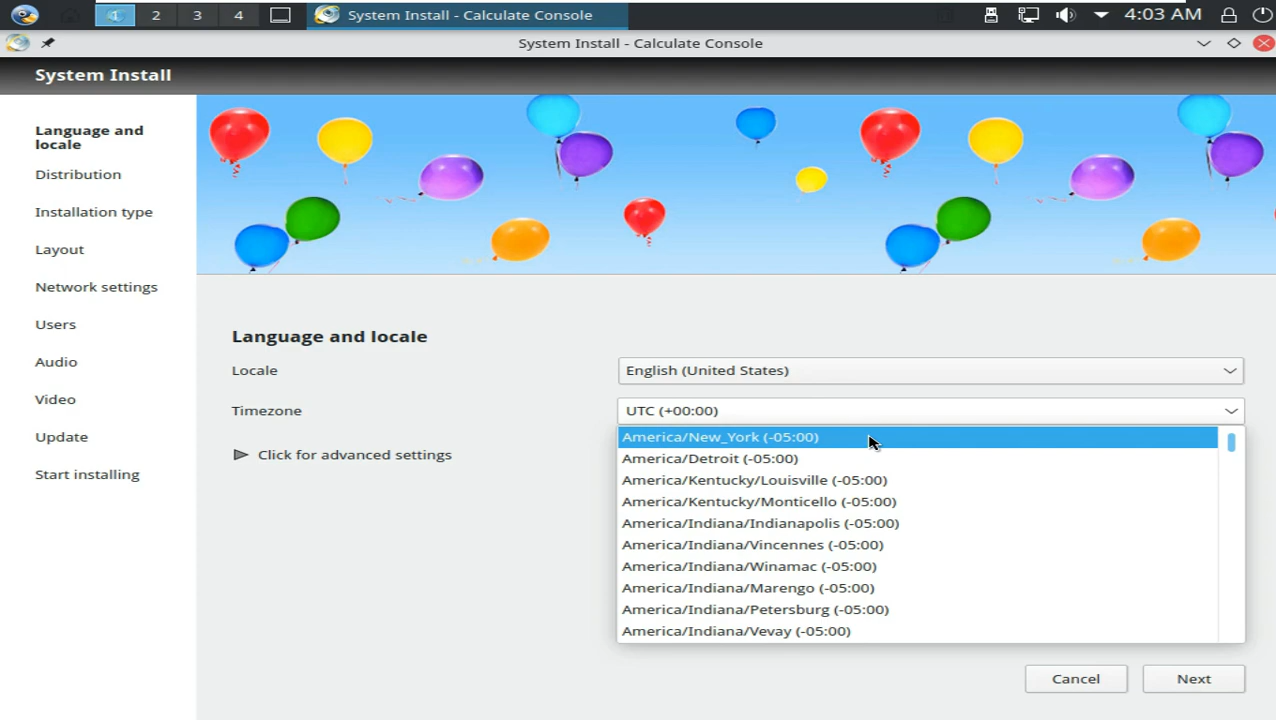 1
2
3
4
System Install - Calculate Console
4:03 AM
System Install - Calculate Console
System Install
Language and
locale
Distribution
Installation type
Layout
Network settings
Users
Audio
Video
Update
Start installing
Language and locale
Locale
English (United States)
Timezone
UTC (+00:00)
Click for advanced settings
America/New_York (-05:00)
America/Detroit (-05:00)
America/Kentucky/Louisville (-05:00)
America/Kentucky/Monticello (-05:00)
America/Indiana/Indianapolis (-05:00)
America/Indiana/Vincennes (-05:00)
America/Indiana/Winamac (-05:00)
America/Indiana/Marengo (-05:00)
America/Indiana/Petersburg (-05:00)
America/Indiana/Vevay (-05:00)
Cancel
Next